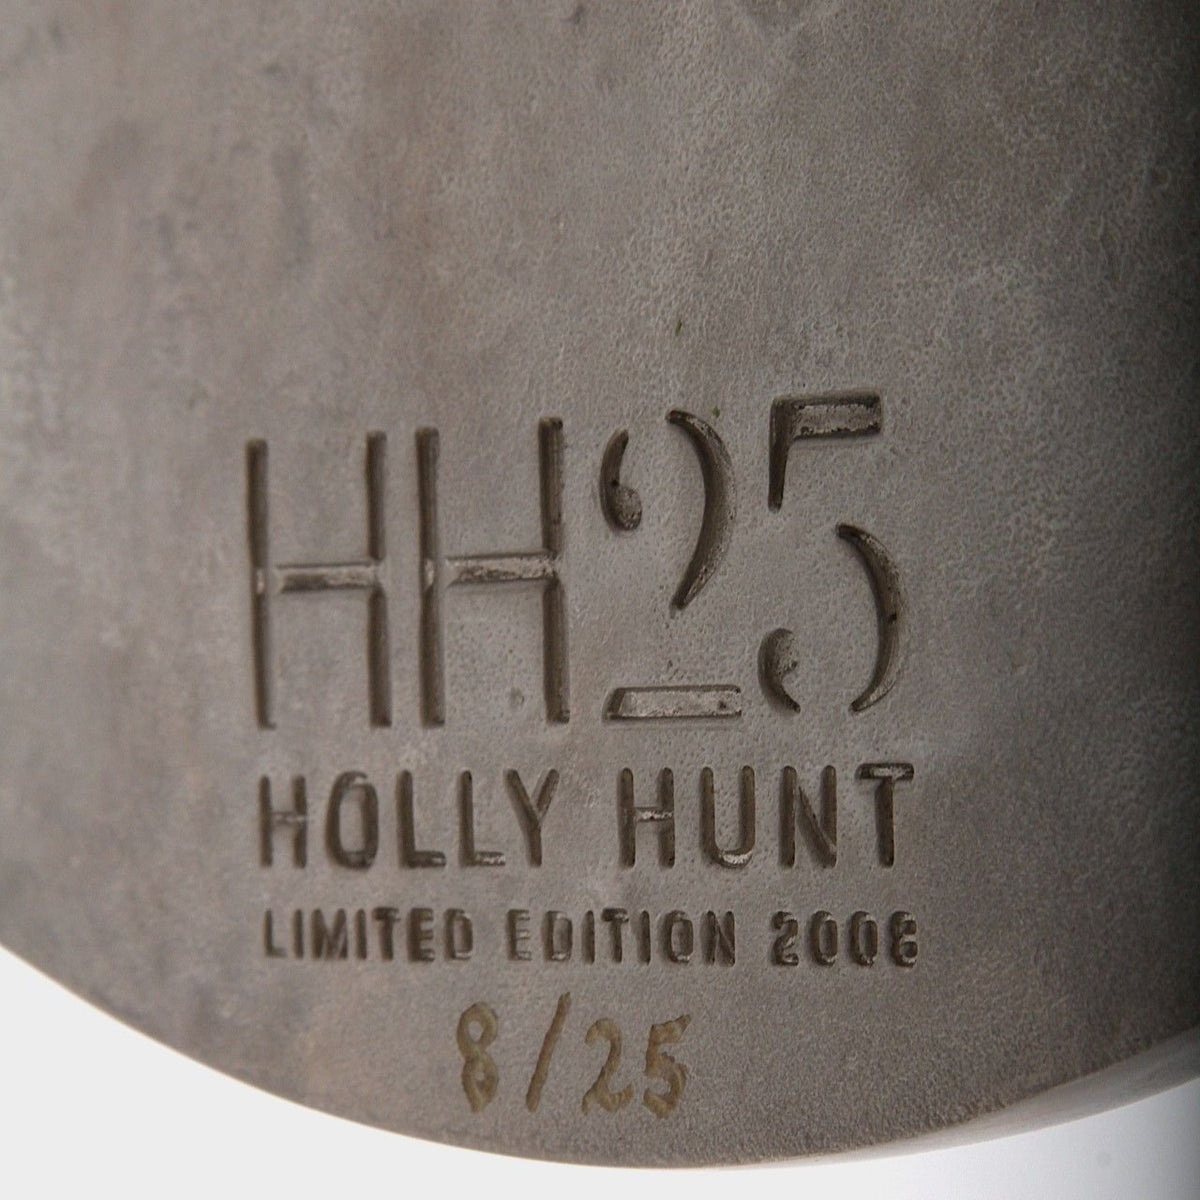 HH25
HOLLY HUNT
LIMITED EDITION 2008
8/25